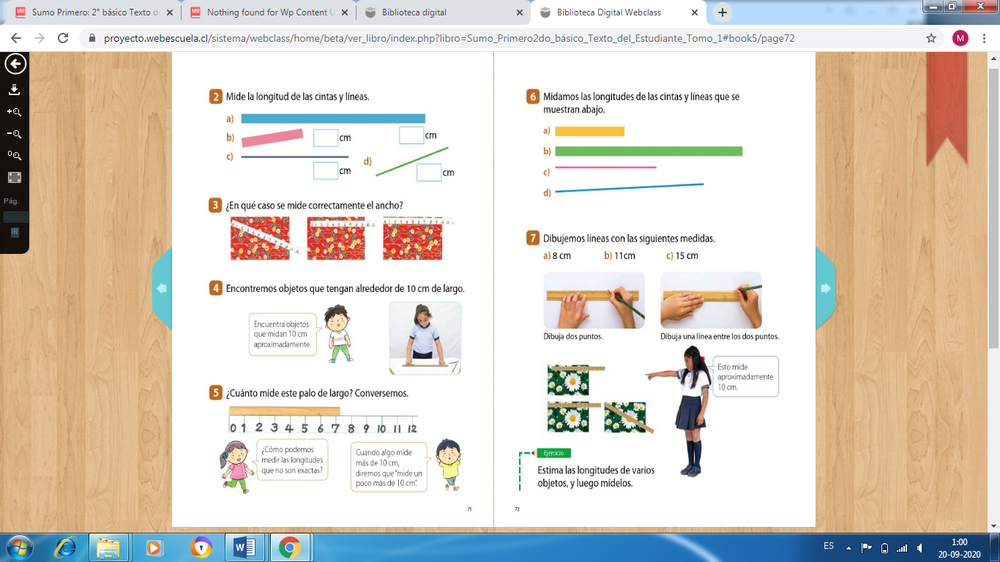 Sumo Primero: 2° básico Texto d
Nothing found for Wp Content U
Biblioteca digital
Biblioteca Digital Webclass
proyecto.webescuela.cl/sistema/webclass/home/beta/ver_libro/index.php?libro=Sumo_Primero2do_básico_Texto_del_Estudiante_Tomo_1#book5/page72
M
Pág.
IR
2 Mide la longitud de las cintas y líneas.
a)
cm
b)
cm
c)
cm
d)
cm
3 ¿En qué caso se mide correctamente el ancho?
4 Encontremos objetos que tengan alrededor de 10 cm de largo.
Encuentra objetos
que midan 10 cm
aproximadamente.
5 ¿Cuánto mide este palo de largo? Conversemos.
0 1 2 3 4 5 6 7 8 9 10 11 12
¿Cómo podemos
medir las longitudes
que no son exactas?
Cuando algo mide
más de 10 cm,
diremos que "mide un
poco más de 10 cm".
71
6 Midamos las longitudes de las cintas y líneas que se
muestran abajo.
a)
b)
c)
d)
7 Dibujemos líneas con las siguientes medidas.
a) 8 cm b) 11cm c) 15 cm
Dibuja dos puntos.
Dibuja una línea entre los dos puntos.
Esto mide
aproximadamente
10 cm.
Ejercicio
Estima las longitudes de varios
objetos, y luego mídelos.
72
ES
1:00
20-09-2020